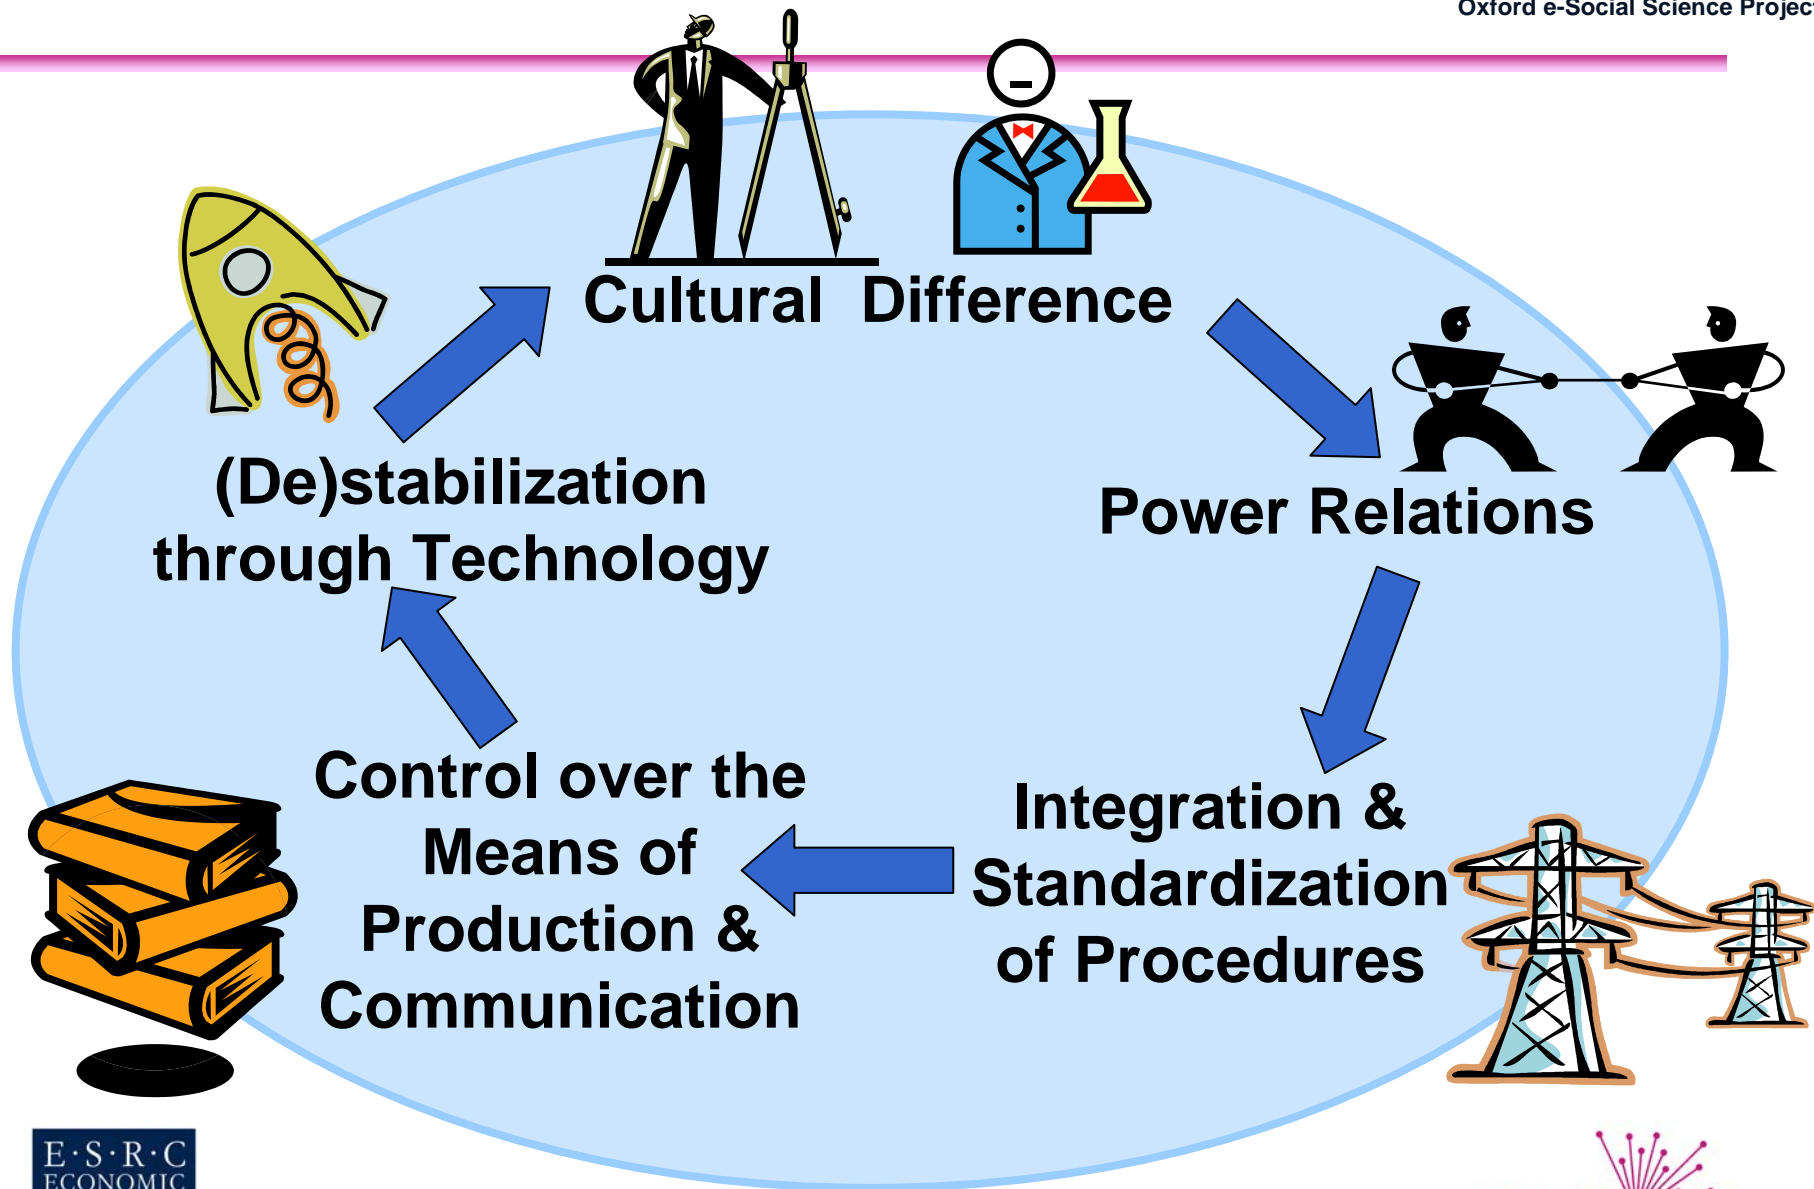 Oxford e-Social Science Project
Cultural Difference
(De)stabilization
through Technology
Power Relations
Control over the
Means of
Production &
Communication
Integration &
Standardization
of Procedures
E·S·R·C
ECONOMIC